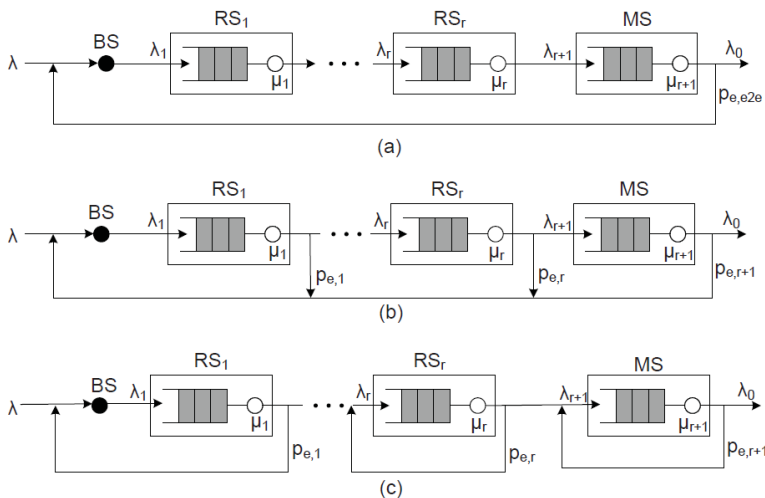 RS1 RSr MS
BS
λ λ1 λr λr+1 λ0
μ1 μr μr+1
pe,e2e
(a)
RS1 RSr MS
BS
λ λ1 λr λr+1 λ0
μ1 μr μr+1
pe,1 pe,r pe,r+1
(b)
RS1 RSr MS
BS
λ λ1 λr λr+1 λ0
μ1 μr μr+1
pe,1 pe,r pe,r+1
(c)